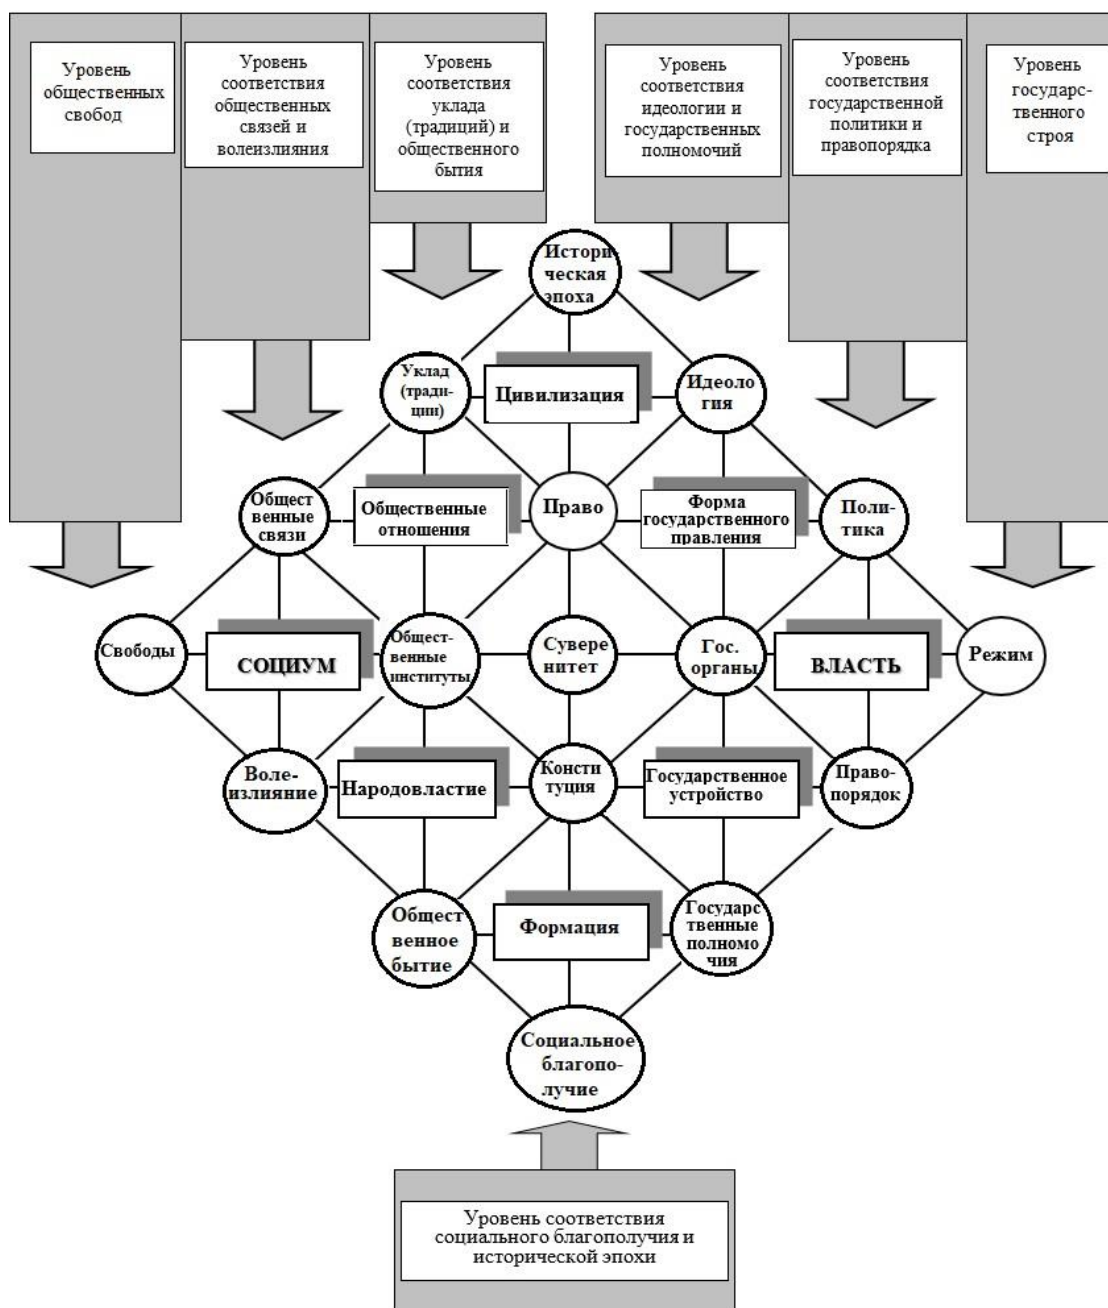 Уровень
общественных
свобод
Уровень
соответствия
общественных
связей и
волеизлияния
Уровень
соответствия
уклада
(традиций) и
общественного
бытия
Уровень
соответствия
идеологии и
государственных
полномочий
Уровень
соответствия
государственной
политики и
правопорядка
Уровень
государс-
твенного
строя
Истори-
ческая
эпоха
Уклад
(тради-
ции)
Цивилизация
Идеоло
гия
Общест
венные
связи
Общественные
отношения
Право
Форма
государственного
правления
Поли-
тика
Свободы
СОЦИУМ
Общест-
венные
институты
Сувере
нитет
Гос.
органы
ВЛАСТЬ
Режим
Воле-
излияние
Народовластие
Консти
туция
Государственное
устройство
Право-
порядок
Общест
венное
бытие
Формация
Государс
твенные
полномо
чия
Социальное
благопо-
лучие
Уровень соответствия
социального благополучия и
исторической эпохи